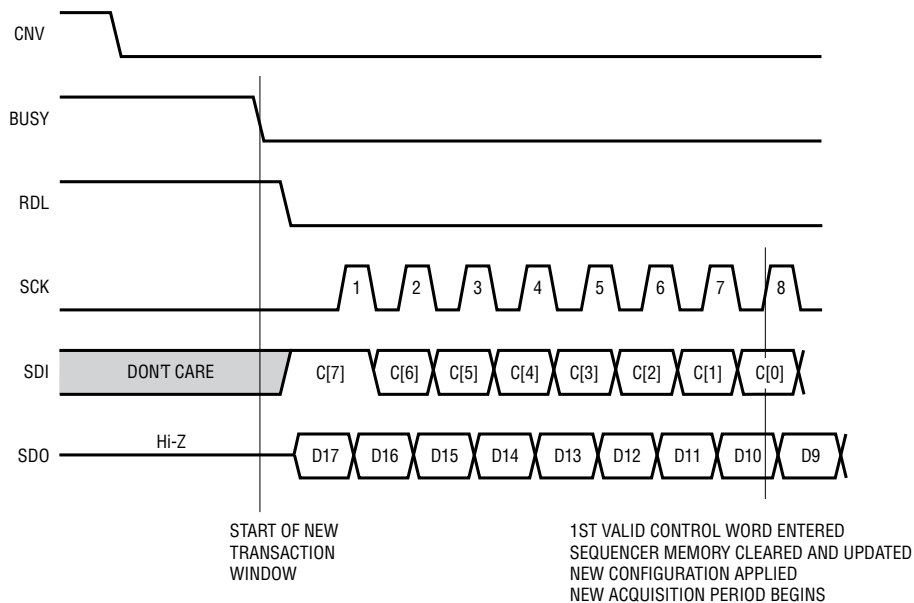 CNV
BUSY
RDL
SCK 1 2 3 4 5 6 7 8
SDI DON'T CARE C[7] C[6] C[5] C[4] C[3] C[2] C[1] C[0]
SDO Hi-Z D17 D16 D15 D14 D13 D12 D11 D10 D9
START OF NEW
TRANSACTION
WINDOW
1ST VALID CONTROL WORD ENTERED
SEQUENCER MEMORY CLEARED AND UPDATED
NEW CONFIGURATION APPLIED
NEW ACQUISITION PERIOD BEGINS